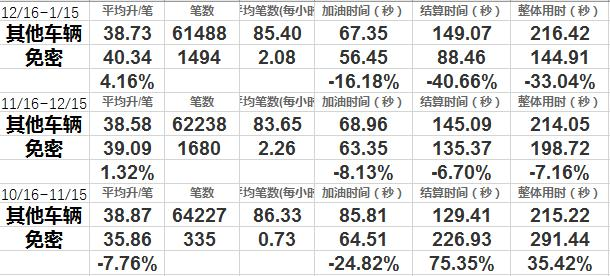 12/16-1/15 平均升/笔 笔数 平均笔数(每小时 加油时间（秒） 结算时间（秒） 整体用时（秒）
其他车辆 38.73 61488 85.40 67.35 149.07 216.42
免密 40.34 1494 2.08 56.45 88.46 144.91
4.16% -16.18% -40.66% -33.04%
11/16-12/15 平均升/笔 笔数 平均笔数(每小时 加油时间（秒） 结算时间（秒） 整体用时（秒）
其他车辆 38.58 62238 83.65 68.96 145.09 214.05
免密 39.09 1680 2.26 63.35 135.37 198.72
1.32% -8.13% -6.70% -7.16%
10/16-11/15 平均升/笔 笔数 平均笔数(每小时 加油时间（秒） 结算时间（秒） 整体用时（秒）
其他车辆 38.87 64227 86.33 85.81 129.41 215.22
免密 35.86 335 0.73 64.51 226.93 291.44
-7.76% -24.82% 75.35% 35.42%